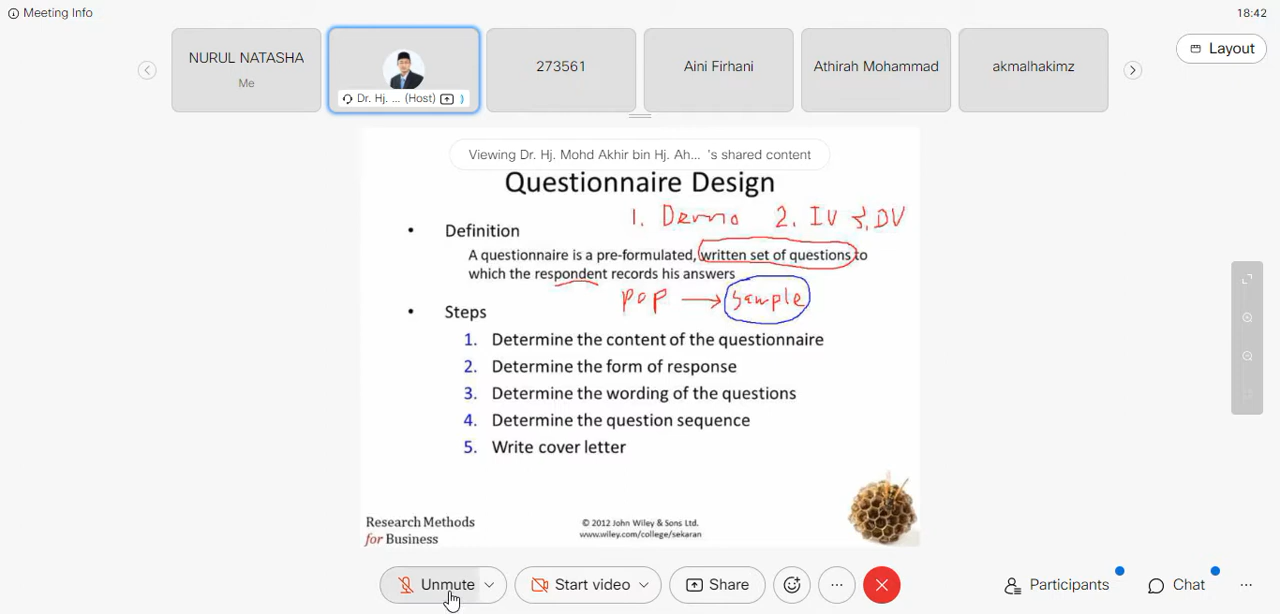 Meeting Info
18:42
NURUL NATASHA
Me
Dr. Hj. ... (Host)
273561
Aini Firhani
Athirah Mohammad
akmalhakimz
Layout
Viewing Dr. Hj. Mohd Akhir bin Hj. Ah... 's shared content
Questionnaire Design
1. Demo 2. IV & DV
• Definition
A questionnaire is a pre-formulated, written set of questions to
which the respondent records his answers
pop → Sample
• Steps
1. Determine the content of the questionnaire
2. Determine the form of response
3. Determine the wording of the questions
4. Determine the question sequence
5. Write cover letter
Research Methods
for Business
© 2012 John Wiley & Sons Ltd.
www.wiley.com/college/sekaran
Unmute
Start video
Share
Participants
Chat